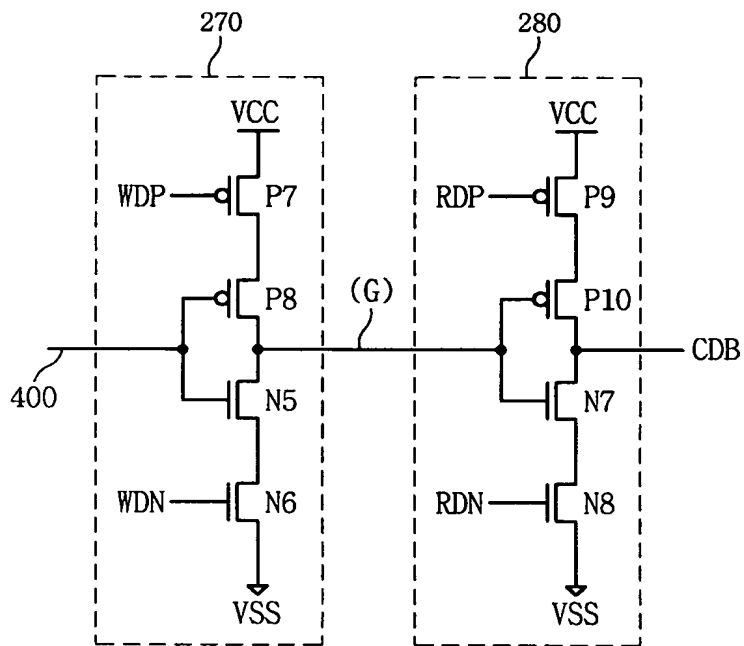 270
280
VCC
VCC
WDP
P7
RDP
P9
P8
(G)
P10
400
CDB
N5
N7
WDN
N6
RDN
N8
VSS
VSS